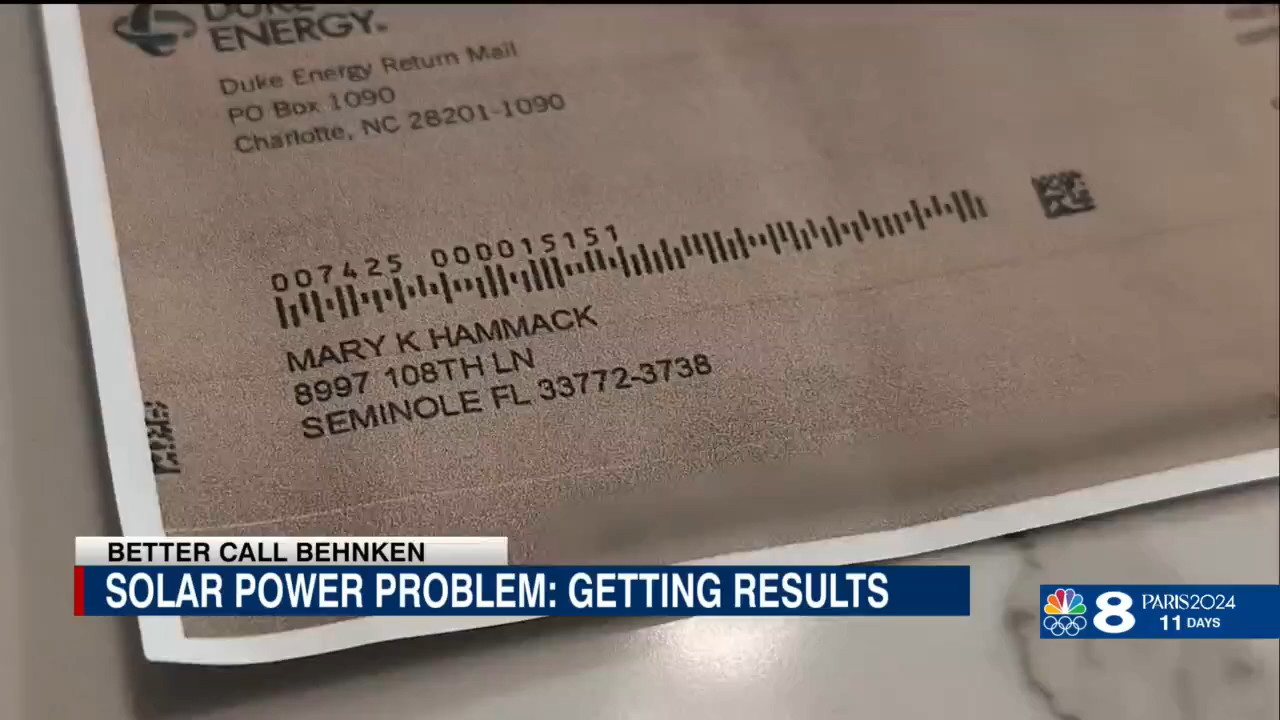 DUKE
ENERGY.
Duke Energy Return Mail
PO Box 1090
Charlotte, NC 28201-1090
007425 000015151
MARY K HAMMACK
8997 108TH LN
SEMINOLE FL 33772-3738
BETTER CALL BEHNKEN
SOLAR POWER PROBLEM: GETTING RESULTS
8 PARIS2024
11 DAYS